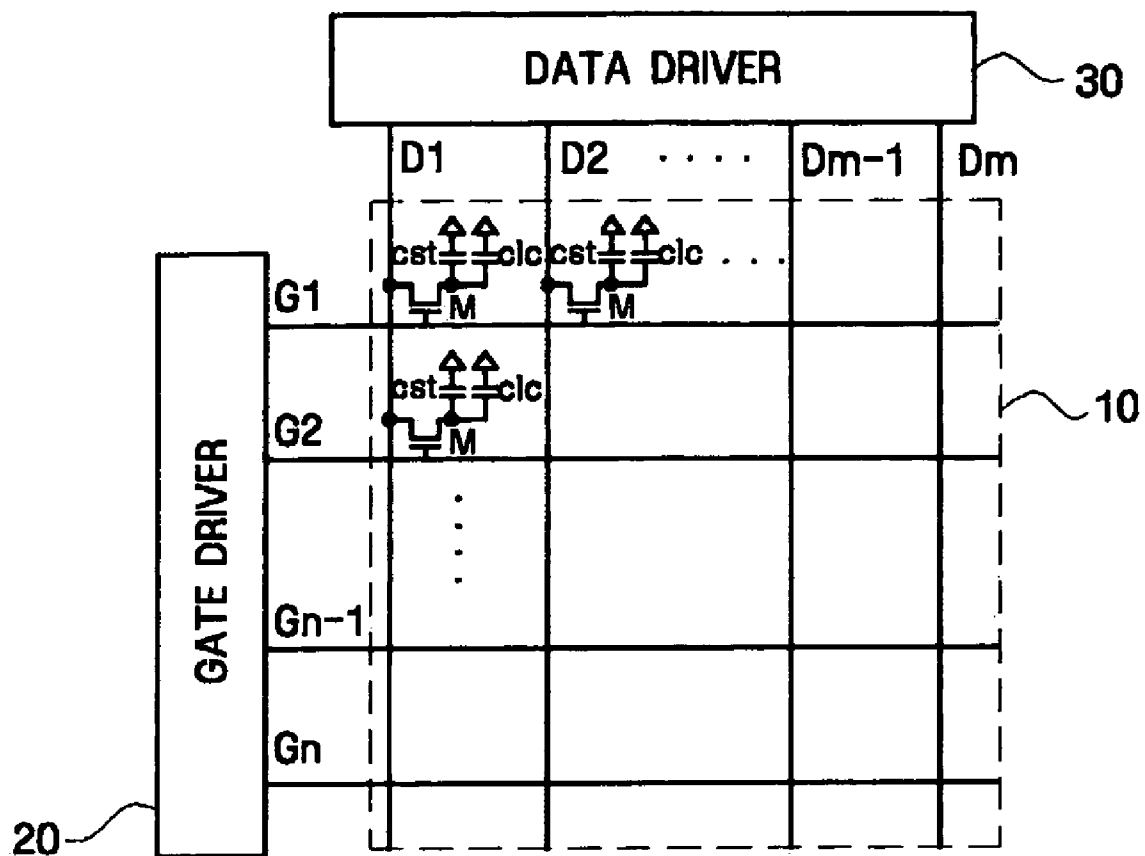 DATA DRIVER
30
D1 D2 . . . . Dm-1 Dm
cst clc cst clc . . .
G1 M M
cst clc
10
G2 M
GATE DRIVER
Gn-1
Gn
20